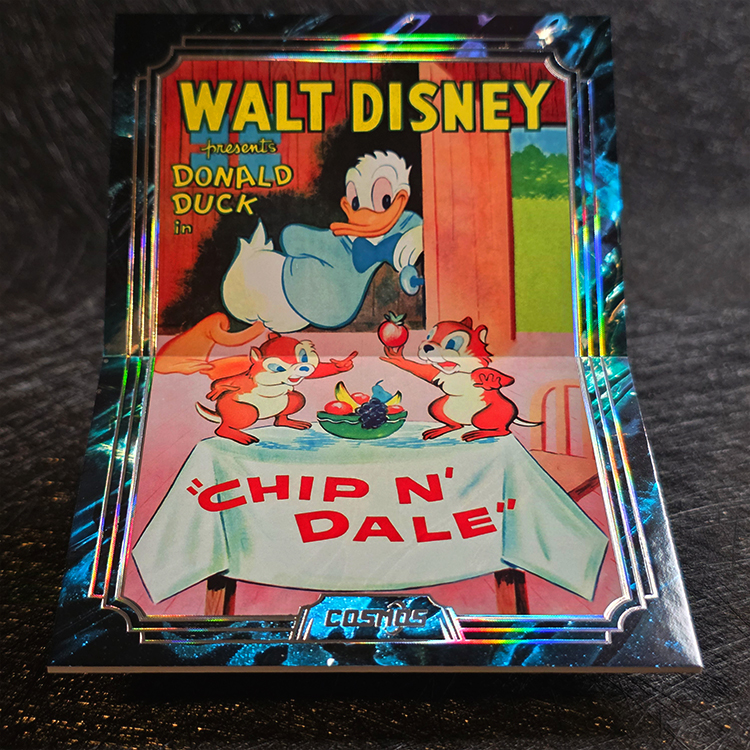 WALT DISNEY
presents
DONALD
DUCK
in
"CHIP N'
DALE"
COSMOS